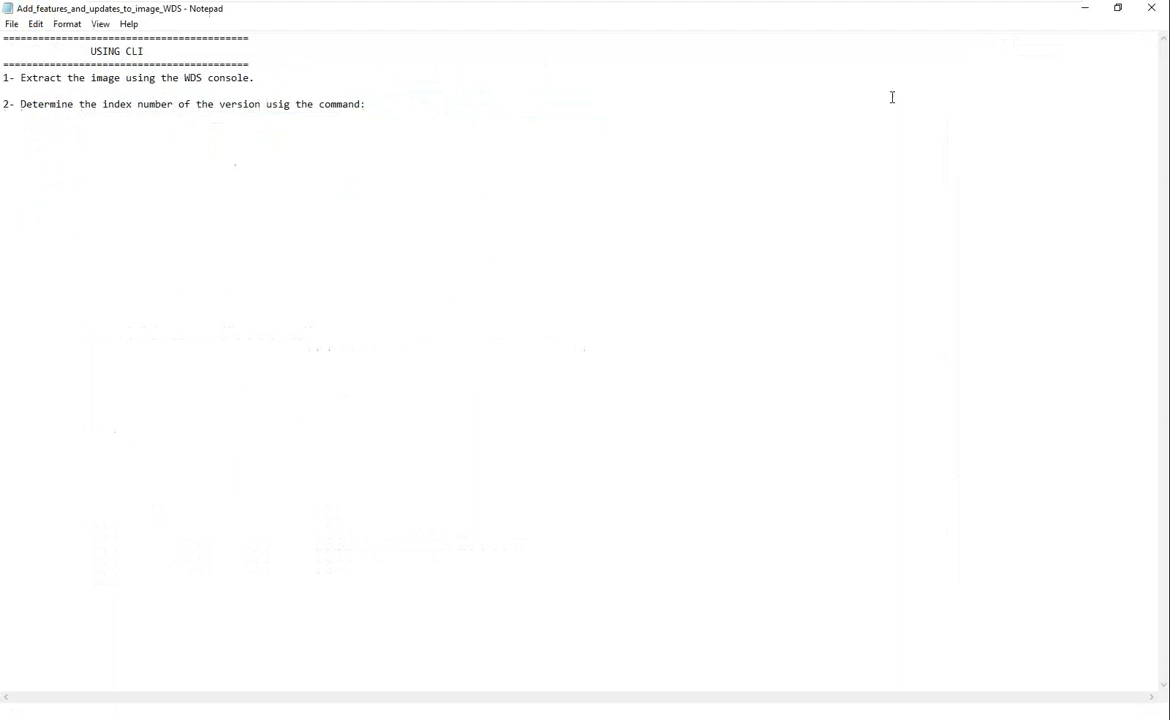 Add_features_and_updates_to_image_WDS - Notepad
File Edit Format View Help
==========================================
USING CLI
==========================================
1- Extract the image using the WDS console.
2- Determine the index number of the version usig the command: